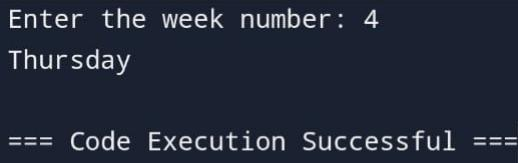 Enter the week number: 4
Thursday
=== Code Execution Successful ===